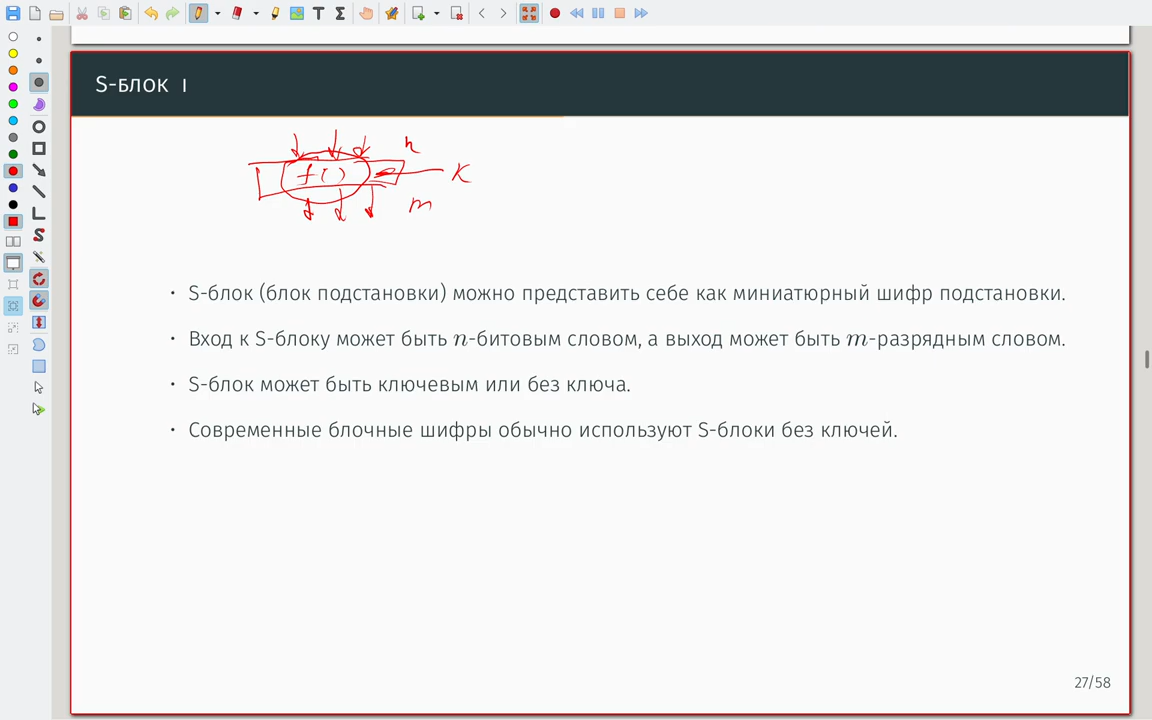 S-БЛОК I
n
f()
K
m
S-блок (блок подстановки) можно представить себе как миниатюрный шифр подстановки.
Вход к S-блоку может быть n-битовым словом, а выход может быть m-разрядным словом.
S-блок может быть ключевым или без ключа.
Современные блочные шифры обычно используют S-блоки без ключей.
27/58